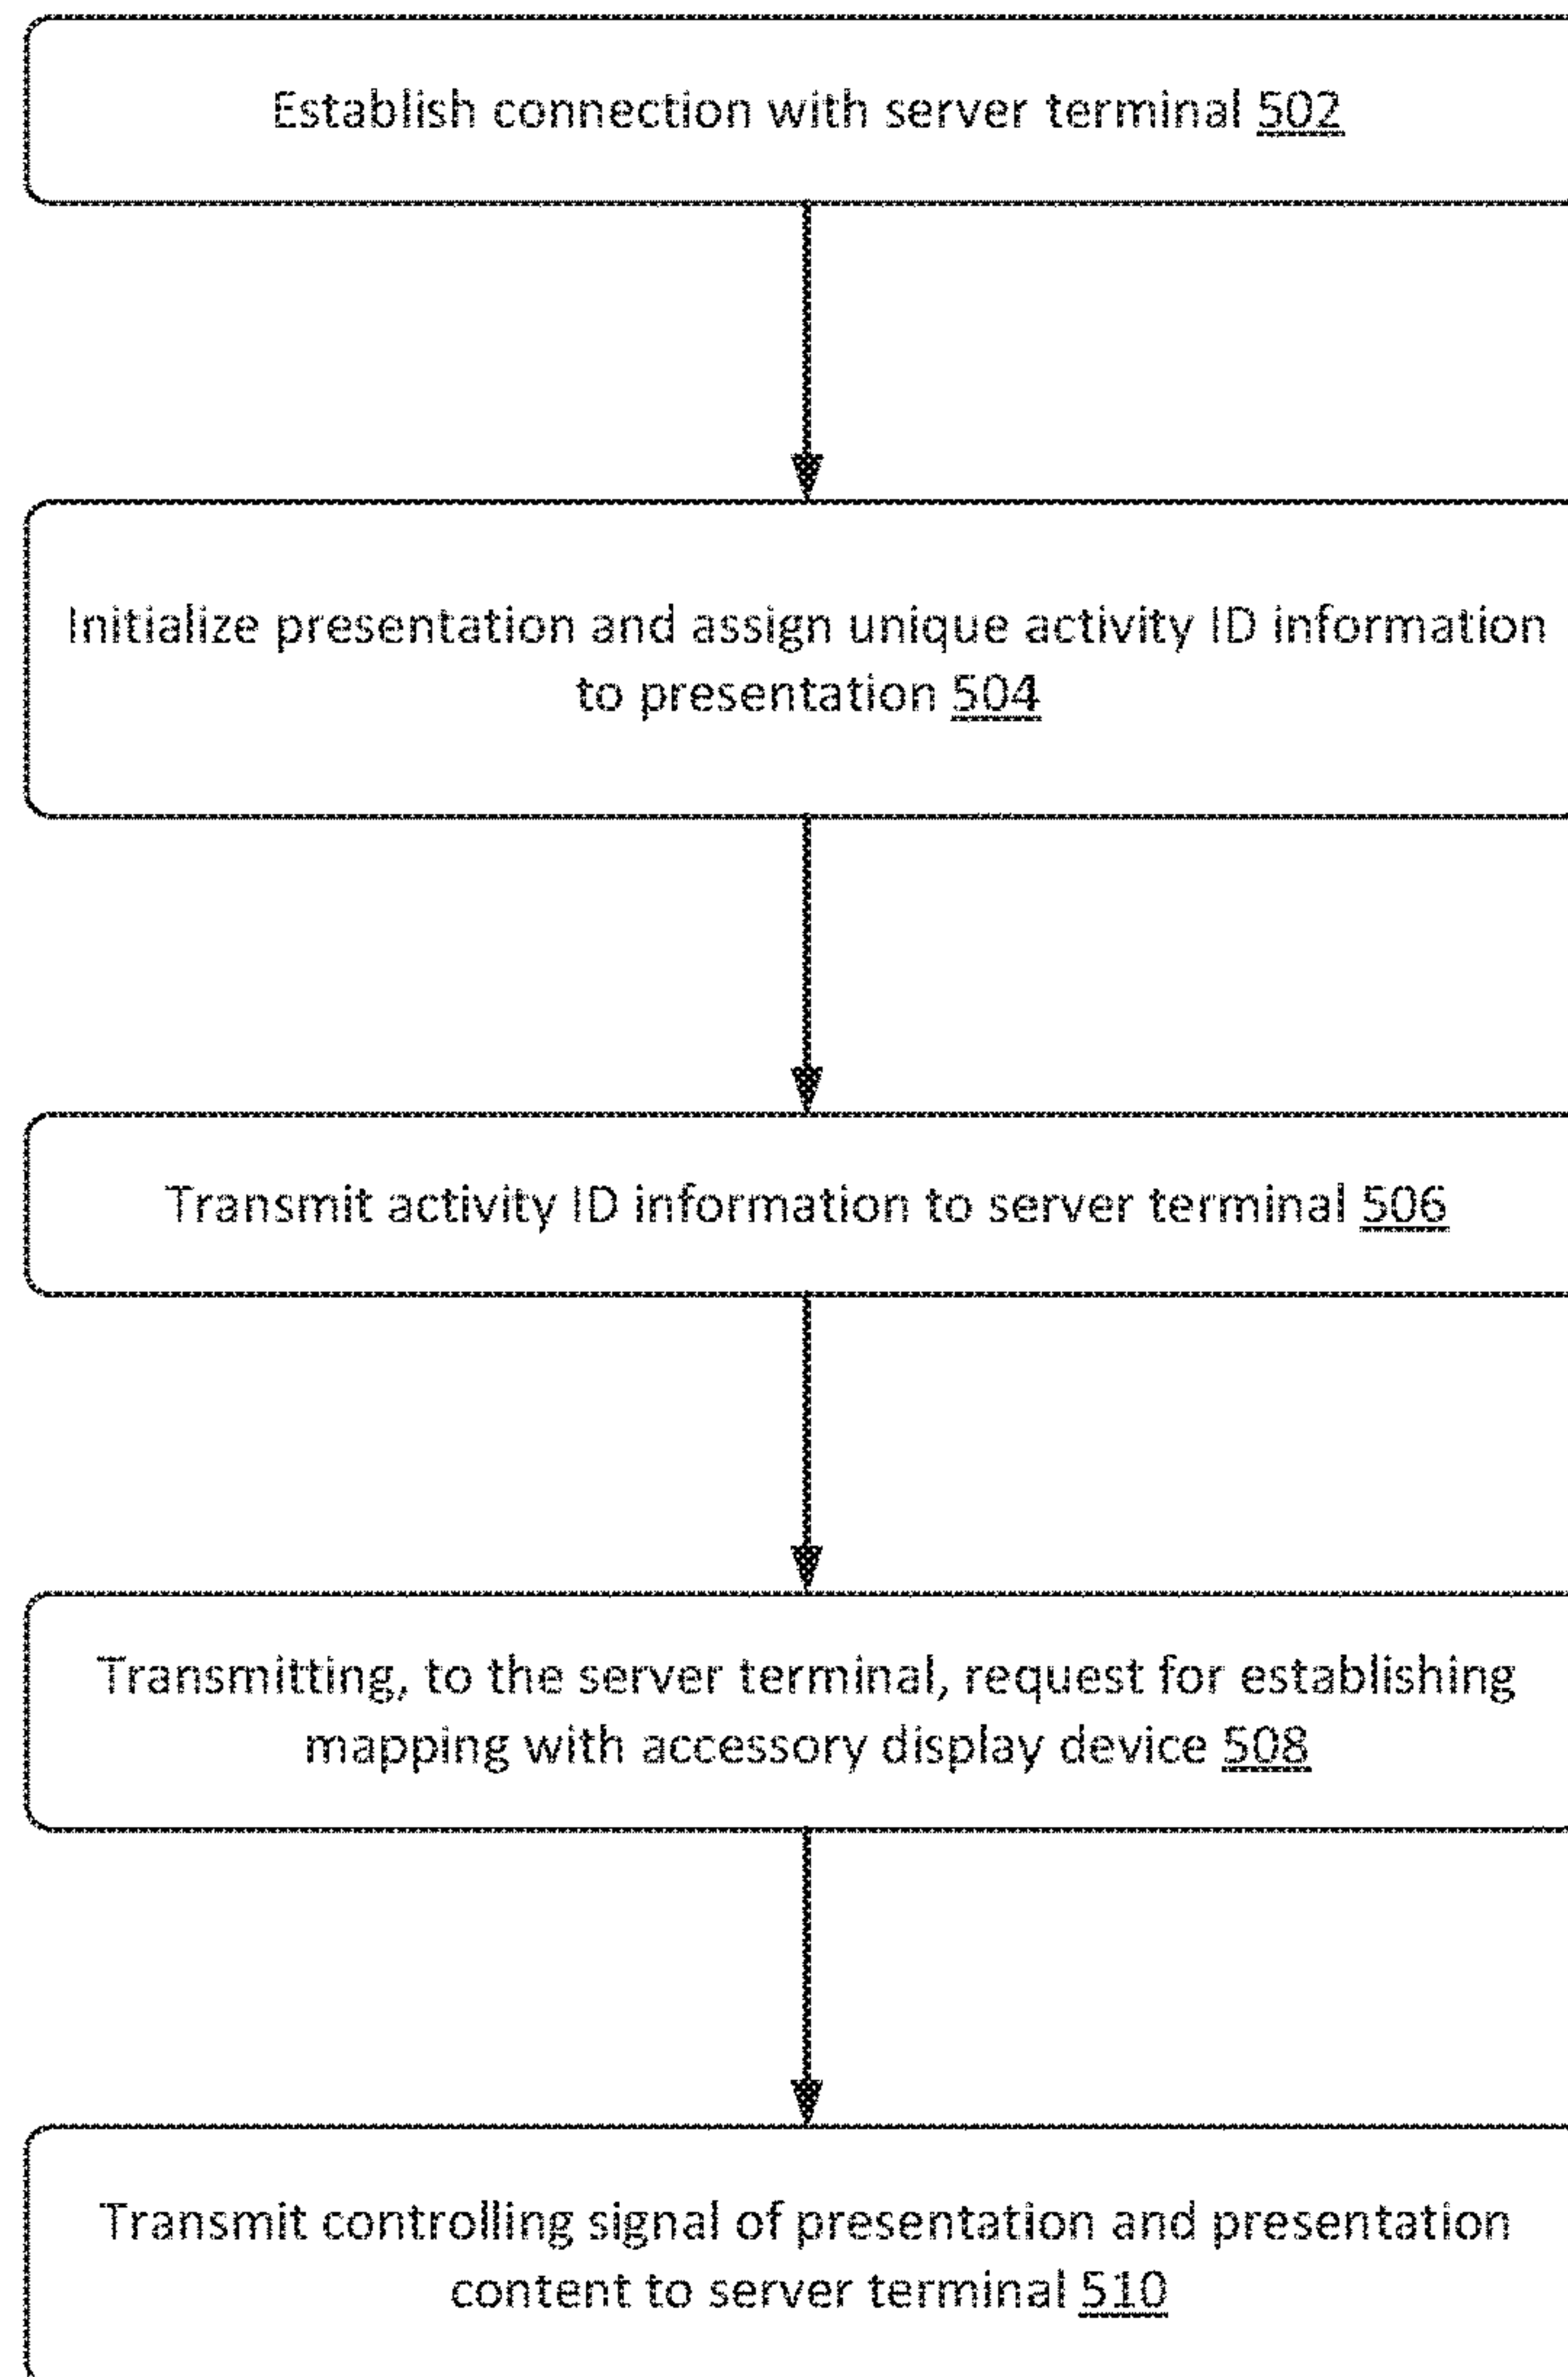 Establish connection with server terminal 502
Initialize presentation and assign unique activity ID information
to presentation 504
Transmit activity ID information to server terminal 506
Transmitting, to the server terminal, request for establishing
mapping with accessory display device 508
Transmit controlling signal of presentation and presentation
content to server terminal 510